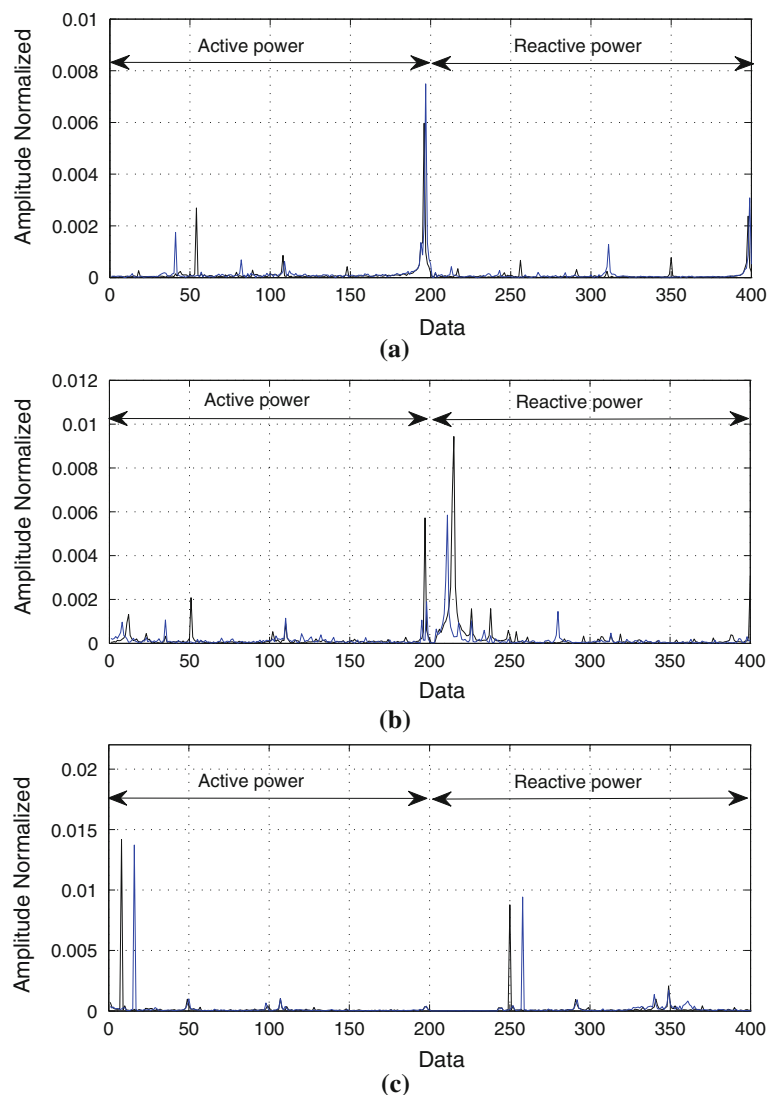 0.01
Active power
Reactive power
0.008
0.006
0.004
0.002
0
Amplitude Normalized
0 50 100 150 200 250 300 350 400
Data
(a)
0.012
Active power
Reactive power
0.01
0.008
0.006
0.004
0.002
0
Amplitude Normalized
0 50 100 150 200 250 300 350 400
Data
(b)
0.02
Active power
Reactive power
0.015
0.01
0.005
0
Amplitude Normalized
0 50 100 150 200 250 300 350 400
Data
(c)